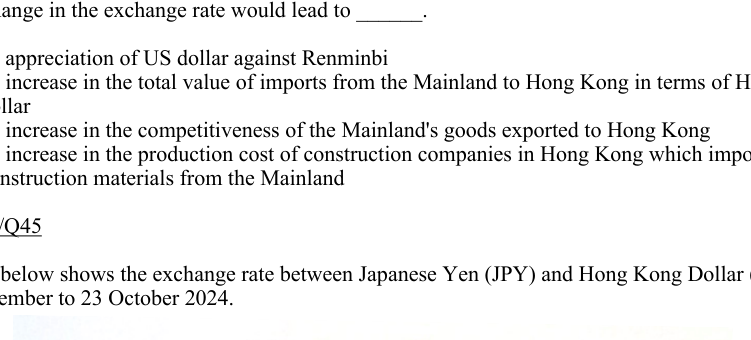 ange in the exchange rate would lead to ______.
appreciation of US dollar against Renminbi
increase in the total value of imports from the Mainland to Hong Kong in terms of H
llar
increase in the competitiveness of the Mainland's goods exported to Hong Kong
increase in the production cost of construction companies in Hong Kong which impo
nstruction materials from the Mainland
/Q45
below shows the exchange rate between Japanese Yen (JPY) and Hong Kong Dollar (
ember to 23 October 2024.